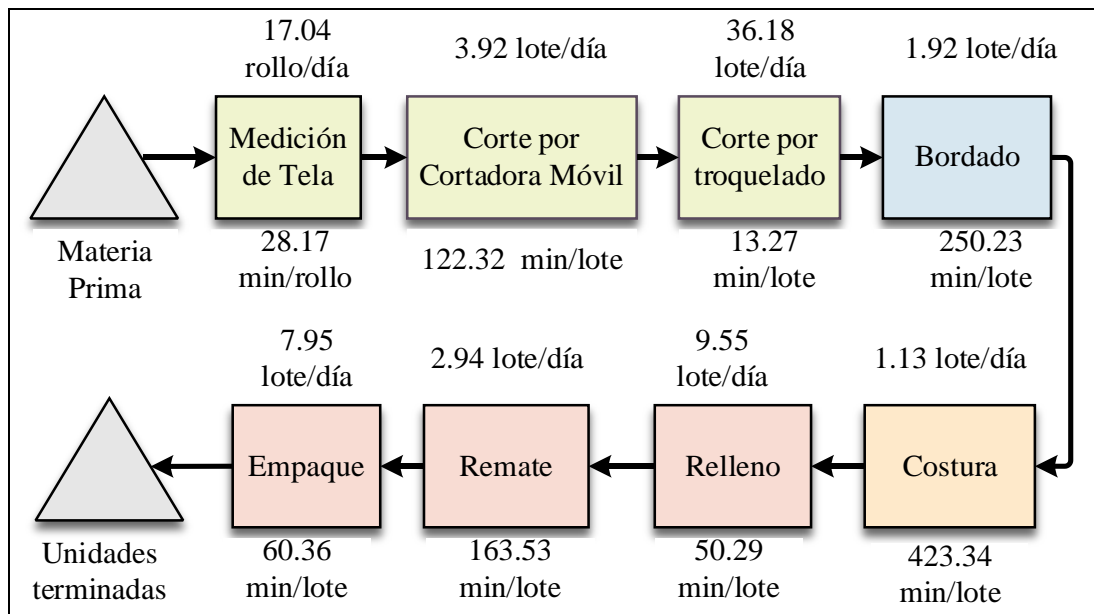 17.04
rollo/día
3.92 lote/día
36.18
lote/día
1.92 lote/día
Medición
de Tela
Corte por
Cortadora Móvil
Corte por
troquelado
Bordado
Materia
Prima
28.17
min/rollo
122.32 min/lote
13.27
min/lote
250.23
min/lote
7.95
lote/día
2.94 lote/día
9.55
lote/día
1.13 lote/día
Empaque
Remate
Relleno
Costura
Unidades
terminadas
60.36
min/lote
163.53
min/lote
50.29
min/lote
423.34
min/lote